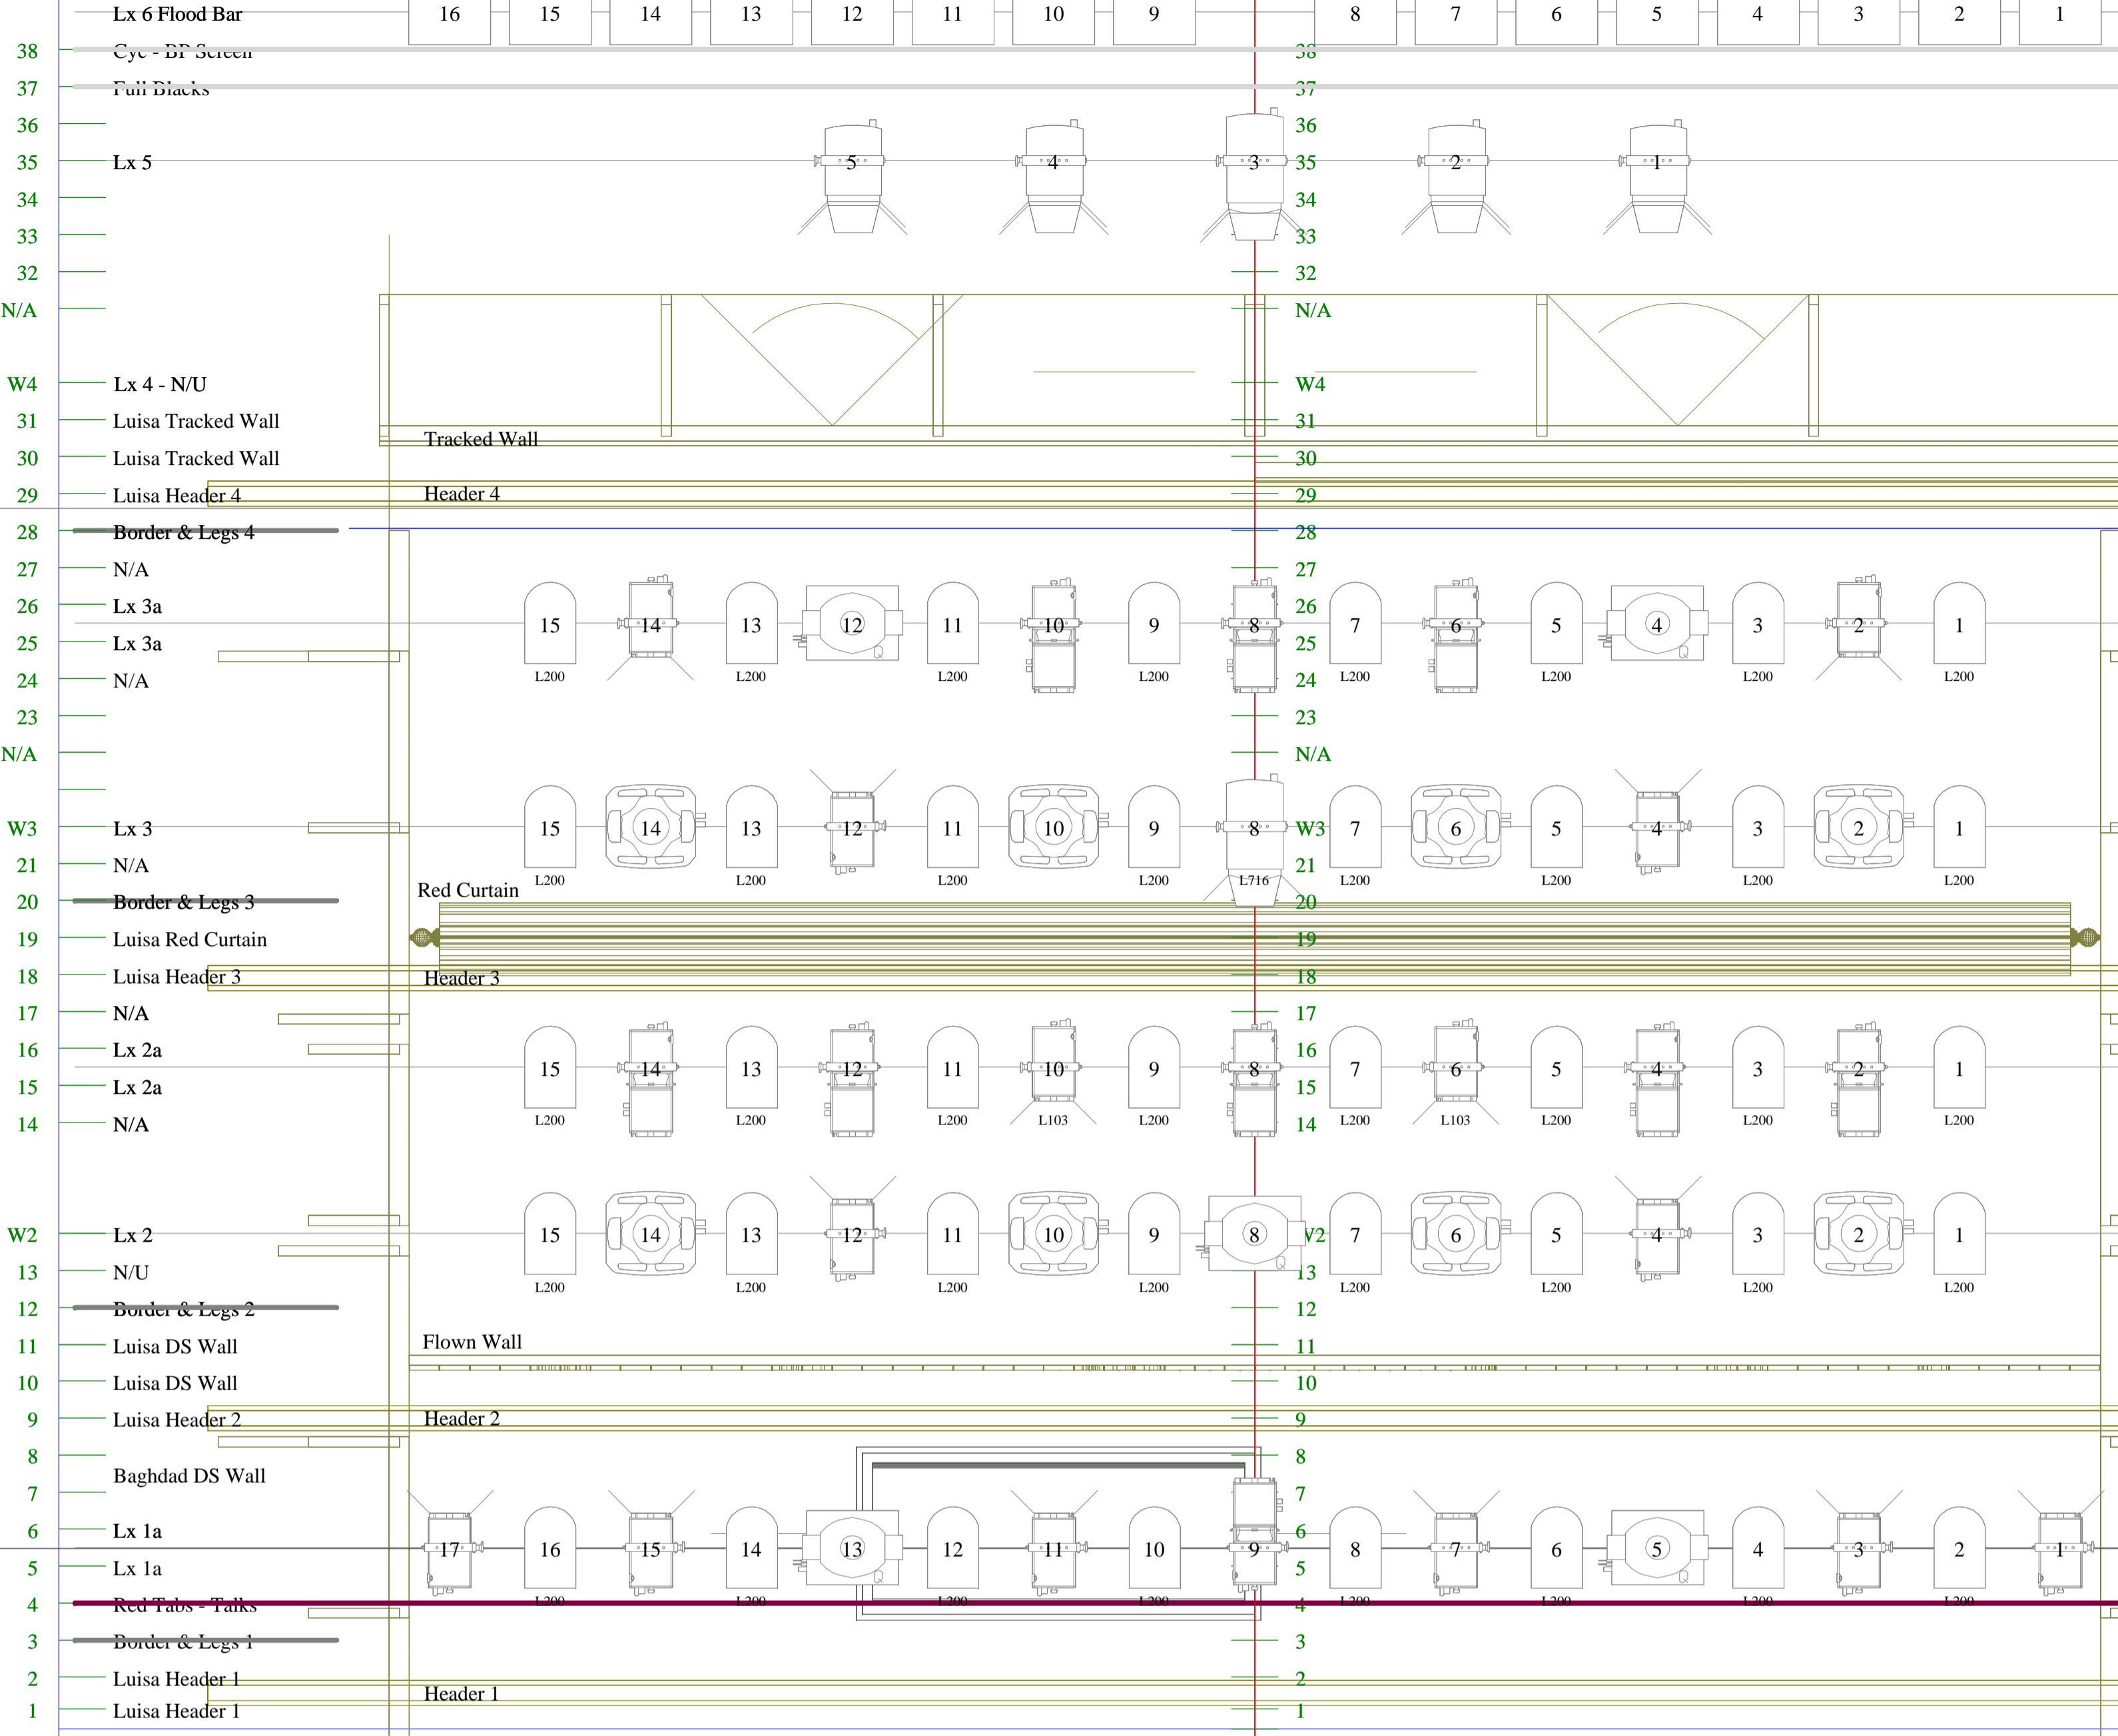 Lx 6 Flood Bar 16 15 14 13 12 11 10 9 8 7 6 5 4 3 2 1
38 Cyc - BP Screen 38
37 Full Blacks 37
36 36
35 Lx 5 5 4 3 35 2 1
34 34
33 33
32 32
N/A N/A
W4 Lx 4 - N/U W4
31 Luisa Tracked Wall 31
Tracked Wall
30 Luisa Tracked Wall 30
29 Luisa Header 4 Header 4 29
28 Border & Legs 4 28
27 N/A 27
26 Lx 3a 26
15 14 13 12 11 10 9 8 7 6 5 4 3 2 1
25 Lx 3a 25
L200 L200 L200 L200 L200 L200 L200 L200
24 N/A Q 24
23 23
N/A N/A
W3 Lx 3 15 14 13 12 11 10 9 8 W3 7 6 5 4 3 2 1
21 N/A 21
L200 L200 L200 L200 L716 L200 L200 L200 L200
Red Curtain
20 Border & Legs 3 20
19 Luisa Red Curtain 19
18 Luisa Header 3 Header 3 18
17 N/A 17
16 Lx 2a 16
15 14 13 12 11 10 9 8 7 6 5 4 3 2 1
15 Lx 2a 15
14 N/A 14
L200 L200 L103 L200 L200 L200 L103 L200 L200 L200
W2 Lx 2 15 14 13 12 11 10 9 8 W2 7 6 5 4 3 2 1
13 N/U Q 13
L200 L200 L200 L200 L200 L200 L200 L200
12 Border & Legs 2 12
11 Luisa DS Wall Flown Wall 11
10 Luisa DS Wall 10
9 Luisa Header 2 Header 2 9
8 8
Baghdad DS Wall
7 7
6 Lx 1a 6
17 16 15 14 13 12 11 10 9 8 7 6 5 4 3 2 1
5 Lx 1a 5
Q Q
4 Red Tabs - Talks L200 L200 L200 L200 4 L200 L200 L200 L200
3 Border & Legs 1 3
2 Luisa Header 1 2
Header 1
1 Luisa Header 1 1